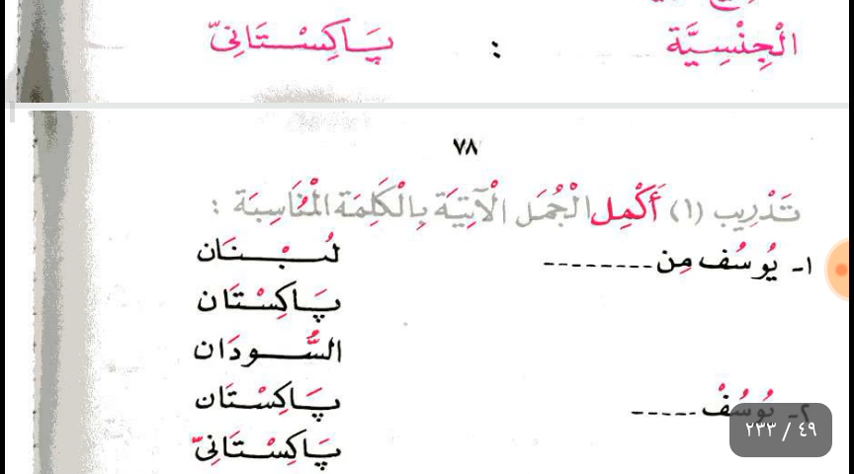 الْجِنْسِيَّة : پَاكِسْتَانِيّ
٧٨
تَدْرِيب (١) أَكْمِلِ الْجُمَلَ الْآتِيَةَ بِالْكَلِمَةِ الْمُنَاسِبَةِ :
١- يُوسُف مِن -------- لُبْنَان
پَاكِسْتَان
السُّودَان
٢- يُوسُفْ ----- پَاكِسْتَان
پَاكِسْتَانِيّ
٤٩ / ٢٣٣